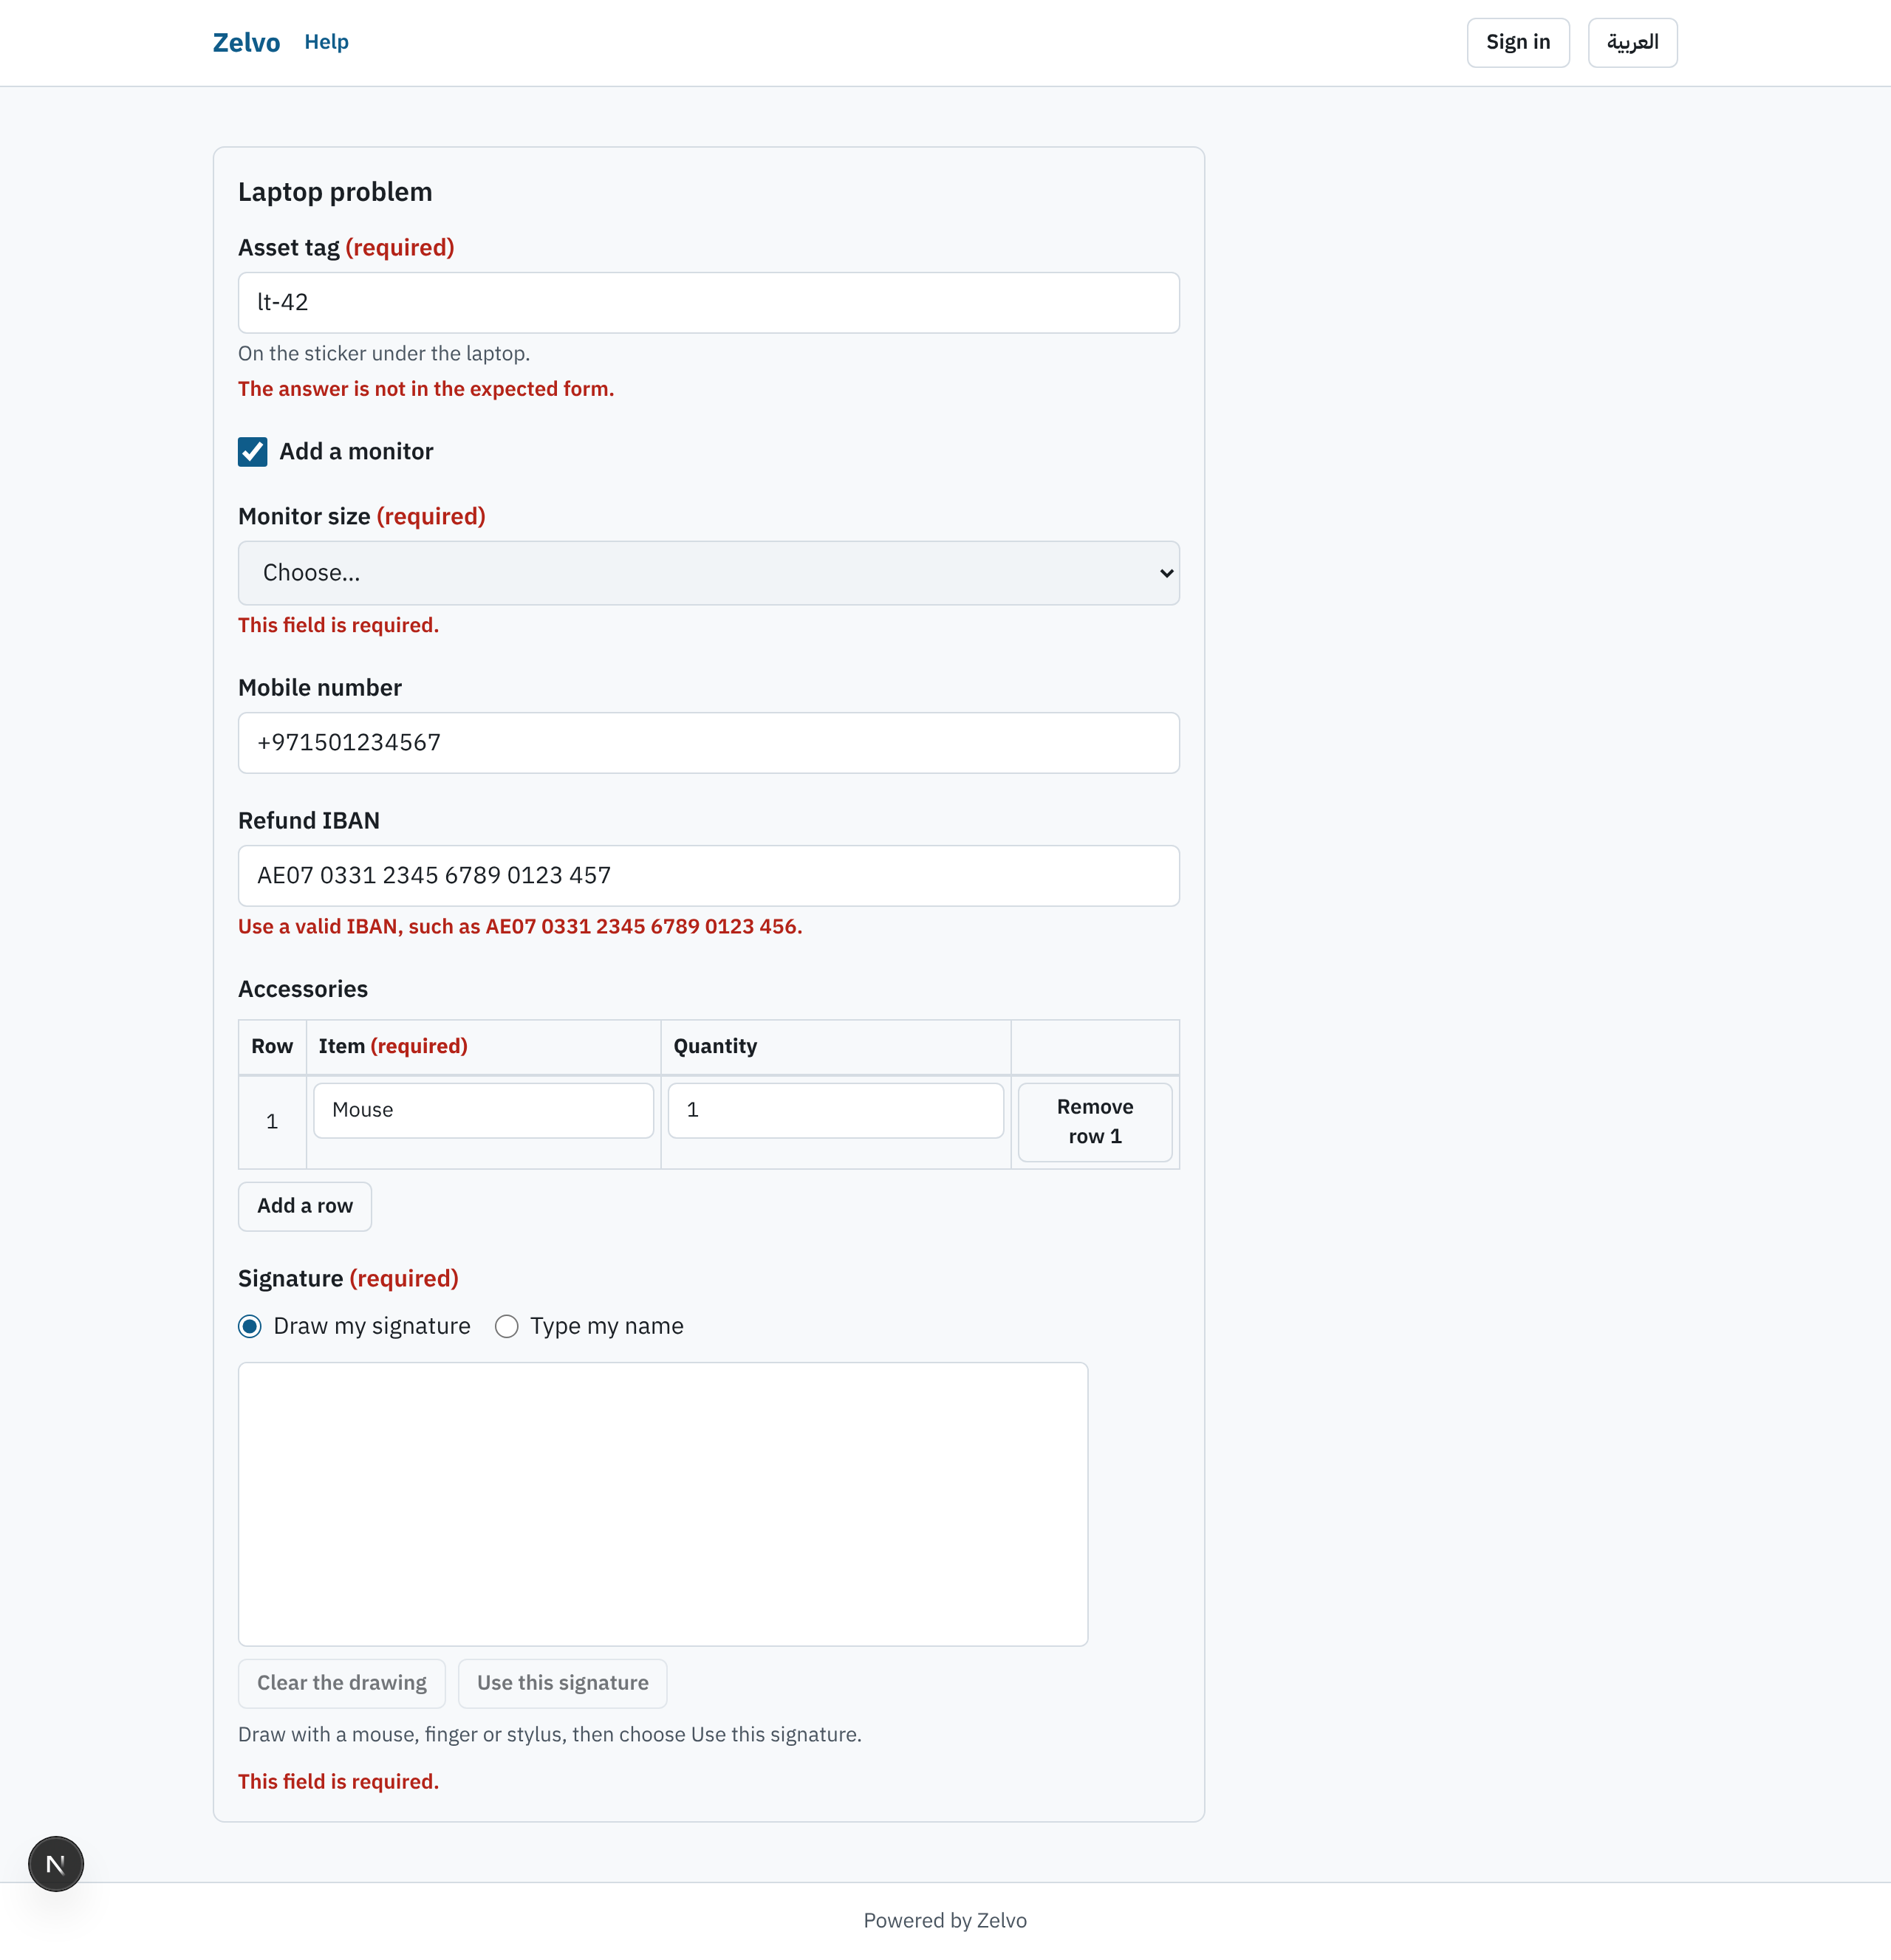 Zelvo Help Sign in العربية
Laptop problem
Asset tag (required)
lt-42
On the sticker under the laptop.
The answer is not in the expected form.
Add a monitor
Monitor size (required)
Choose...
This field is required.
Mobile number
+971501234567
Refund IBAN
AE07 0331 2345 6789 0123 457
Use a valid IBAN, such as AE07 0331 2345 6789 0123 456.
Accessories
Row Item (required) Quantity
1 Mouse 1 Remove
row 1
Add a row
Signature (required)
Draw my signature Type my name
Clear the drawing Use this signature
Draw with a mouse, finger or stylus, then choose Use this signature.
This field is required.
N
Powered by Zelvo